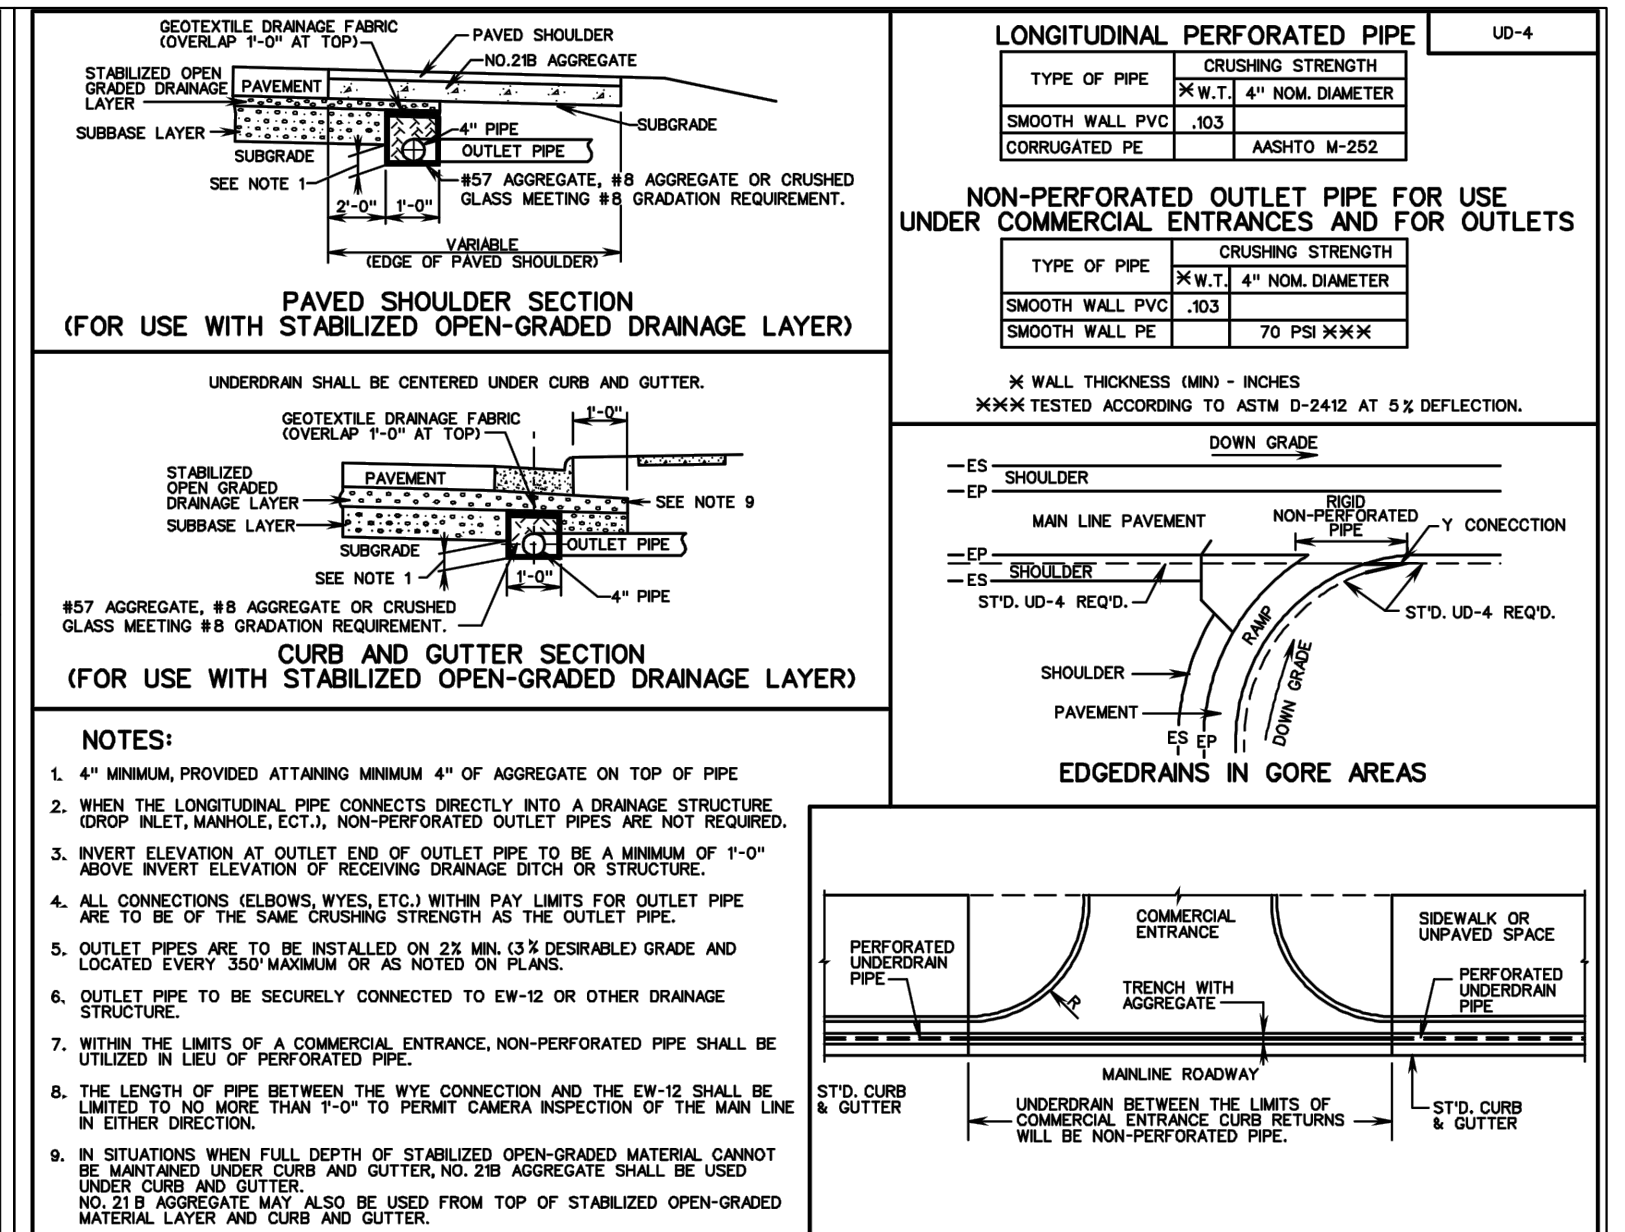 GEOTEXTILE DRAINAGE FABRIC
(OVERLAP 1'-0" AT TOP)
PAVED SHOULDER
NO.21B AGGREGATE
STABILIZED OPEN
GRADED DRAINAGE
LAYER
PAVEMENT
SUBBASE LAYER
SUBGRADE
4" PIPE
OUTLET PIPE
SUBGRADE
SEE NOTE 1
#57 AGGREGATE, #8 AGGREGATE OR CRUSHED
GLASS MEETING #8 GRADATION REQUIREMENT.
2'-0"
1'-0"
VARIABLE
(EDGE OF PAVED SHOULDER)
PAVED SHOULDER SECTION
(FOR USE WITH STABILIZED OPEN-GRADED DRAINAGE LAYER)
UNDERDRAIN SHALL BE CENTERED UNDER CURB AND GUTTER.
GEOTEXTILE DRAINAGE FABRIC
(OVERLAP 1'-0" AT TOP)
1'-0"
STABILIZED
OPEN GRADED
DRAINAGE LAYER
PAVEMENT
SEE NOTE 9
SUBBASE LAYER
SUBGRADE
OUTLET PIPE
SEE NOTE 1
1'-0"
4" PIPE
#57 AGGREGATE, #8 AGGREGATE OR CRUSHED
GLASS MEETING #8 GRADATION REQUIREMENT.
CURB AND GUTTER SECTION
(FOR USE WITH STABILIZED OPEN-GRADED DRAINAGE LAYER)
NOTES:
1. 4" MINIMUM, PROVIDED ATTAINING MINIMUM 4" OF AGGREGATE ON TOP OF PIPE
2. WHEN THE LONGITUDINAL PIPE CONNECTS DIRECTLY INTO A DRAINAGE STRUCTURE
(DROP INLET, MANHOLE, ECT.), NON-PERFORATED OUTLET PIPES ARE NOT REQUIRED.
3. INVERT ELEVATION AT OUTLET END OF OUTLET PIPE TO BE A MINIMUM OF 1'-0"
ABOVE INVERT ELEVATION OF RECEIVING DRAINAGE DITCH OR STRUCTURE.
4. ALL CONNECTIONS (ELBOWS, WYES, ETC.) WITHIN PAY LIMITS FOR OUTLET PIPE
ARE TO BE OF THE SAME CRUSHING STRENGTH AS THE OUTLET PIPE.
5. OUTLET PIPES ARE TO BE INSTALLED ON 2% MIN. (3% DESIRABLE) GRADE AND
LOCATED EVERY 350' MAXIMUM OR AS NOTED ON PLANS.
6. OUTLET PIPE TO BE SECURELY CONNECTED TO EW-12 OR OTHER DRAINAGE
STRUCTURE.
7. WITHIN THE LIMITS OF A COMMERCIAL ENTRANCE, NON-PERFORATED PIPE SHALL BE
UTILIZED IN LIEU OF PERFORATED PIPE.
8. THE LENGTH OF PIPE BETWEEN THE WYE CONNECTION AND THE EW-12 SHALL BE
LIMITED TO NO MORE THAN 1'-0" TO PERMIT CAMERA INSPECTION OF THE MAIN LINE
IN EITHER DIRECTION.
9. IN SITUATIONS WHEN FULL DEPTH OF STABILIZED OPEN-GRADED MATERIAL CANNOT
BE MAINTAINED UNDER CURB AND GUTTER, NO. 21B AGGREGATE SHALL BE USED
UNDER CURB AND GUTTER.
NO. 21 B AGGREGATE MAY ALSO BE USED FROM TOP OF STABILIZED OPEN-GRADED
MATERIAL LAYER AND CURB AND GUTTER.
UD-4
LONGITUDINAL PERFORATED PIPE
TYPE OF PIPE
CRUSHING STRENGTH
* W.T. 4" NOM. DIAMETER
SMOOTH WALL PVC .103
CORRUGATED PE AASHTO M-252
NON-PERFORATED OUTLET PIPE FOR USE
UNDER COMMERCIAL ENTRANCES AND FOR OUTLETS
TYPE OF PIPE
CRUSHING STRENGTH
* W.T. 4" NOM. DIAMETER
SMOOTH WALL PVC .103
SMOOTH WALL PE 70 PSI ***
* WALL THICKNESS (MIN) - INCHES
*** TESTED ACCORDING TO ASTM D-2412 AT 5% DEFLECTION.
DOWN GRADE
ES
SHOULDER
EP
MAIN LINE PAVEMENT
RIGID
NON-PERFORATED
PIPE
Y CONECCTION
EP
SHOULDER
ES
ST'D. UD-4 REQ'D.
ST'D. UD-4 REQ'D.
RAMP
SHOULDER
DOWN GRADE
PAVEMENT
ES EP
EDGEDRAINS IN GORE AREAS
COMMERCIAL
ENTRANCE
SIDEWALK OR
UNPAVED SPACE
PERFORATED
UNDERDRAIN
PIPE
R
TRENCH WITH
AGGREGATE
PERFORATED
UNDERDRAIN
PIPE
MAINLINE ROADWAY
ST'D. CURB
& GUTTER
UNDERDRAIN BETWEEN THE LIMITS OF
COMMERCIAL ENTRANCE CURB RETURNS
WILL BE NON-PERFORATED PIPE.
ST'D. CURB
& GUTTER